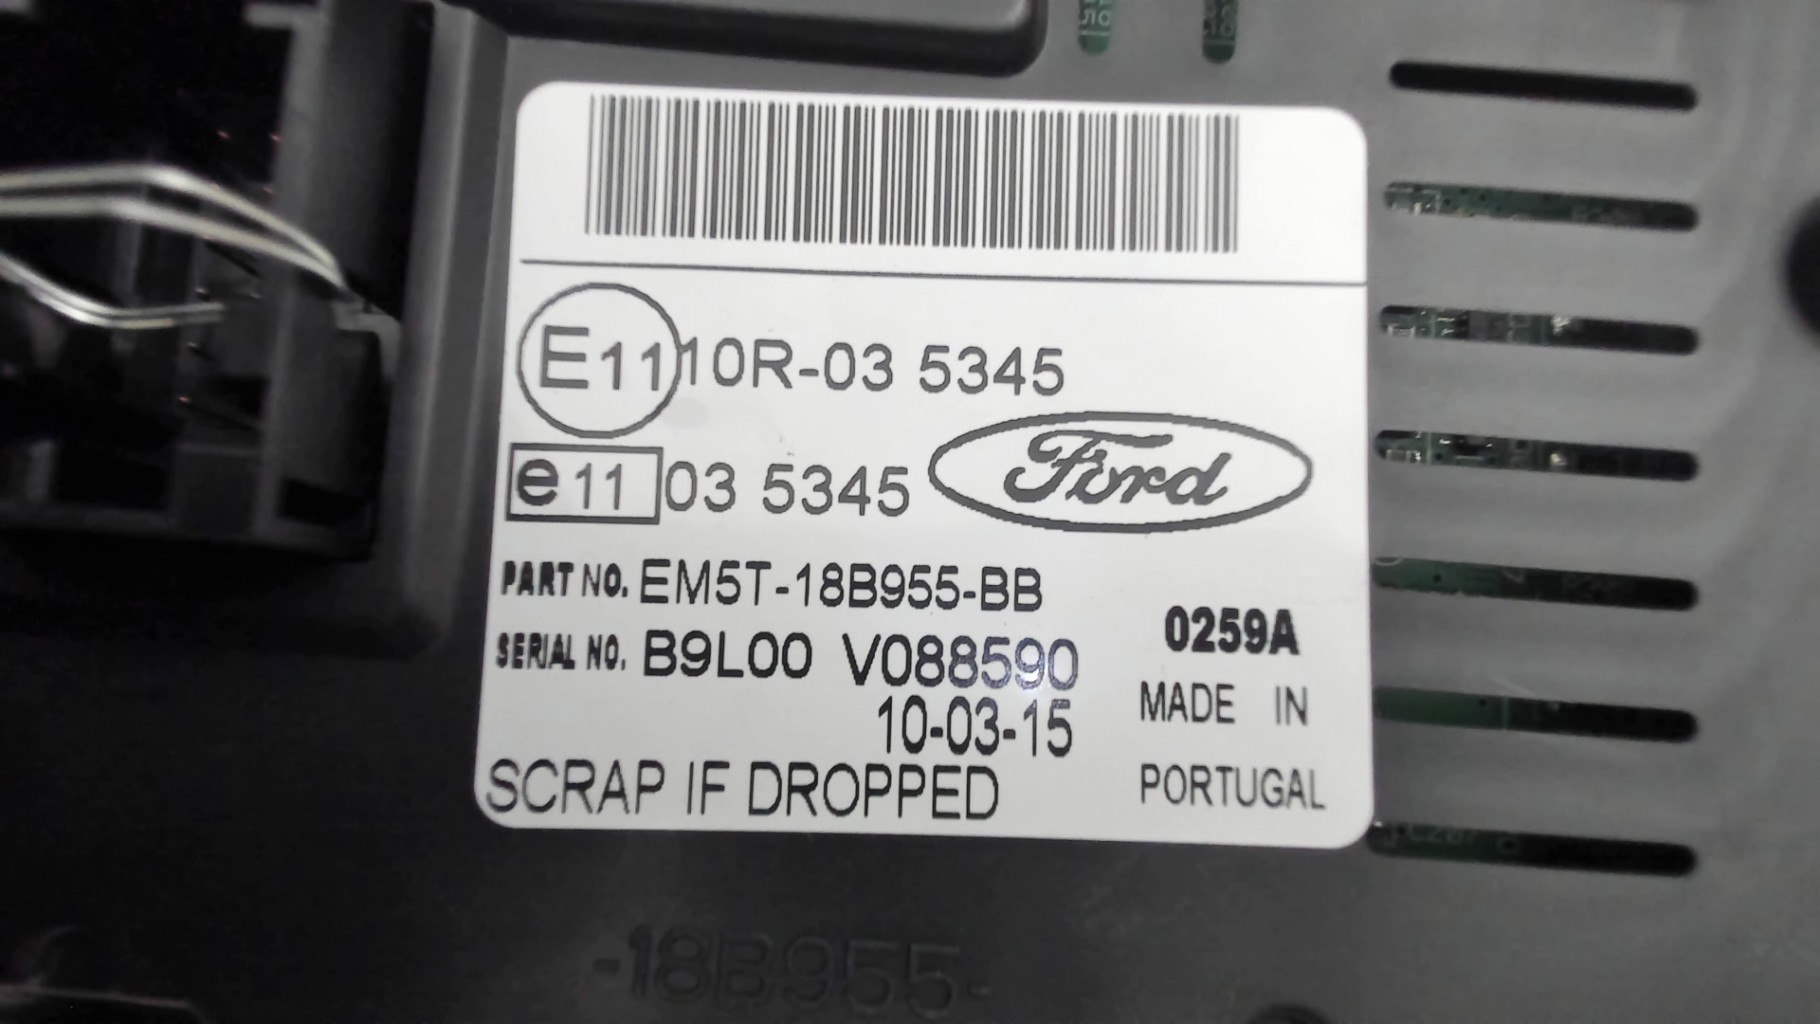 E11 10R-03 5345
e11 03 5345 Ford
PART NO. EM5T-18B955-BB
SERIAL NO. B9L00 V088590 0259A
10-03-15 MADE IN
SCRAP IF DROPPED PORTUGAL
-18B955-